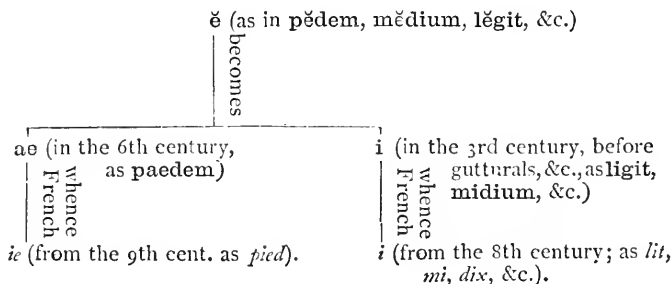 ĕ (as in pĕdem, mĕdium, lĕgit, &c.)
becomes
ae (in the 6th century,
as paedem)
i (in the 3rd century, before
gutturals, &c., as ligit,
midium, &c.)
whence
French
whence
French
ie (from the 9th cent. as pied).
i (from the 8th century; as lit,
mi, dix, &c.).